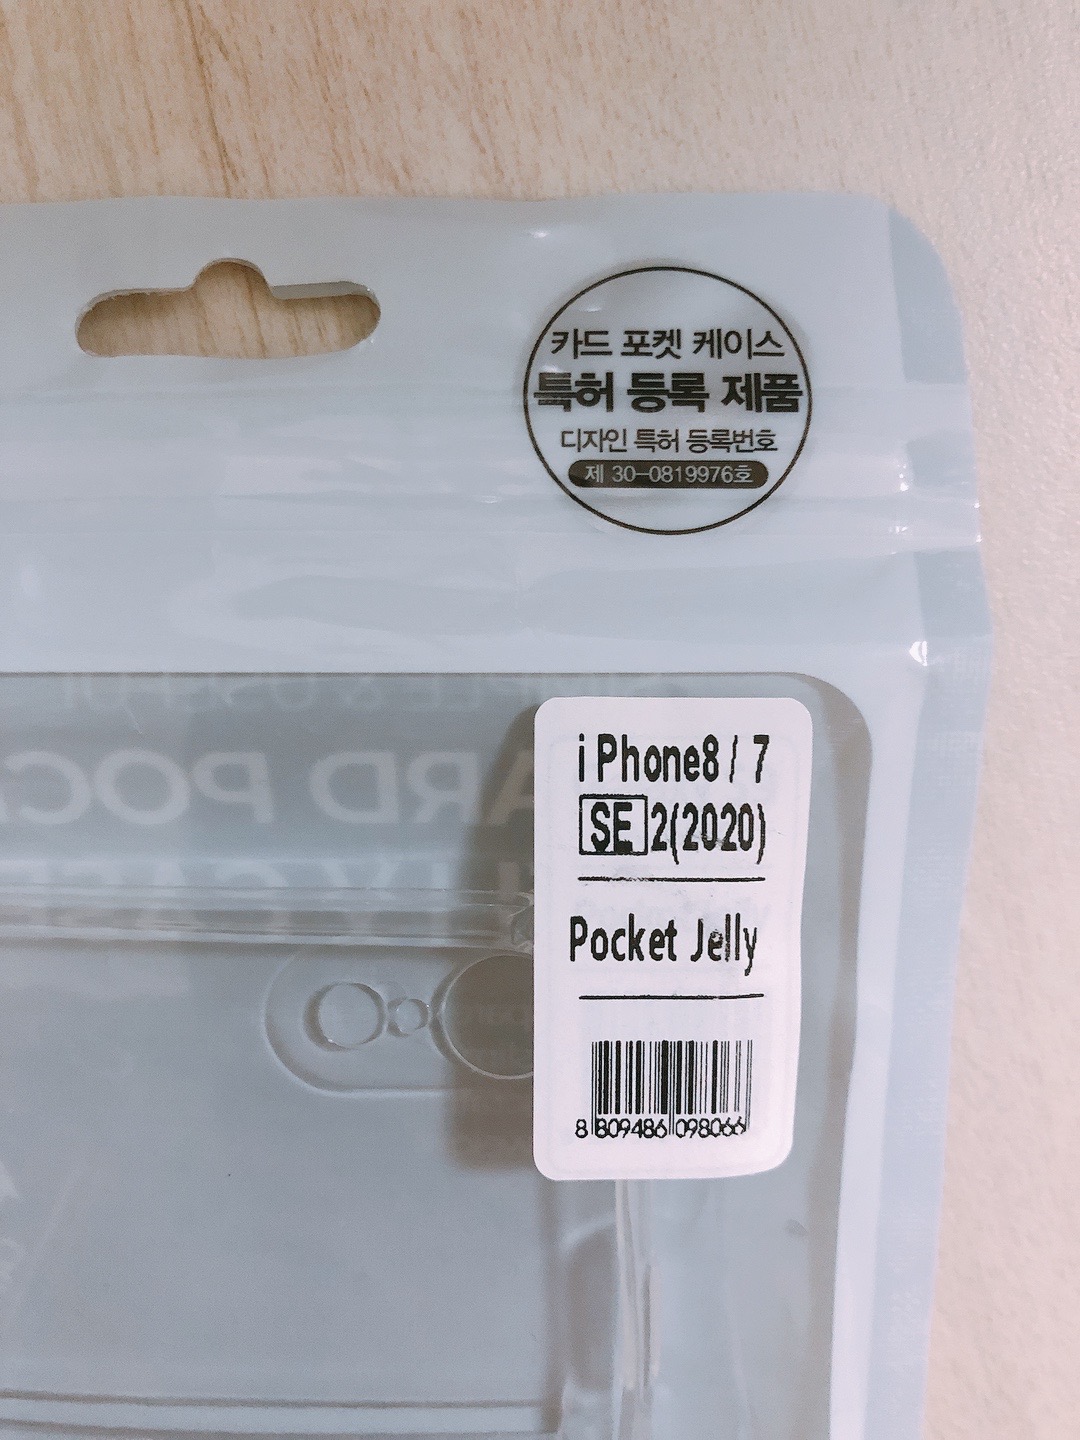 카드 포켓 케이스
특허 등록 제품
디자인 특허 등록번호
제 30-0819976호
iPhone8 / 7
SE 2(2020)
Pocket Jelly
8 809486 098066